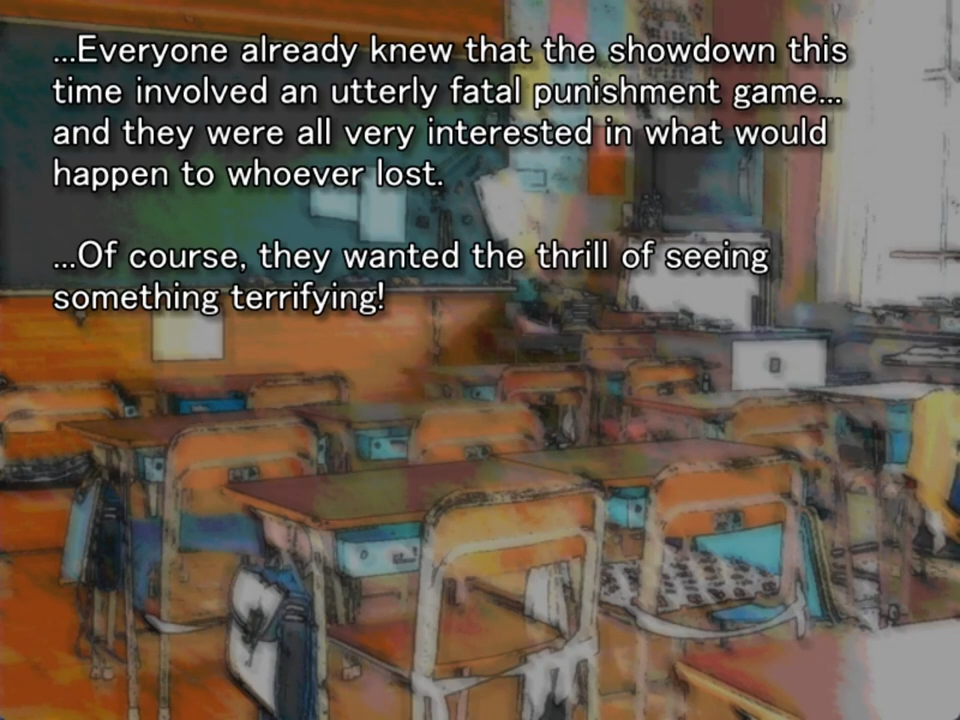 ...Everyone already knew that the showdown this
time involved an utterly fatal punishment game...
and they were all very interested in what would
happen to whoever lost.
...Of course, they wanted the thrill of seeing
something terrifying!